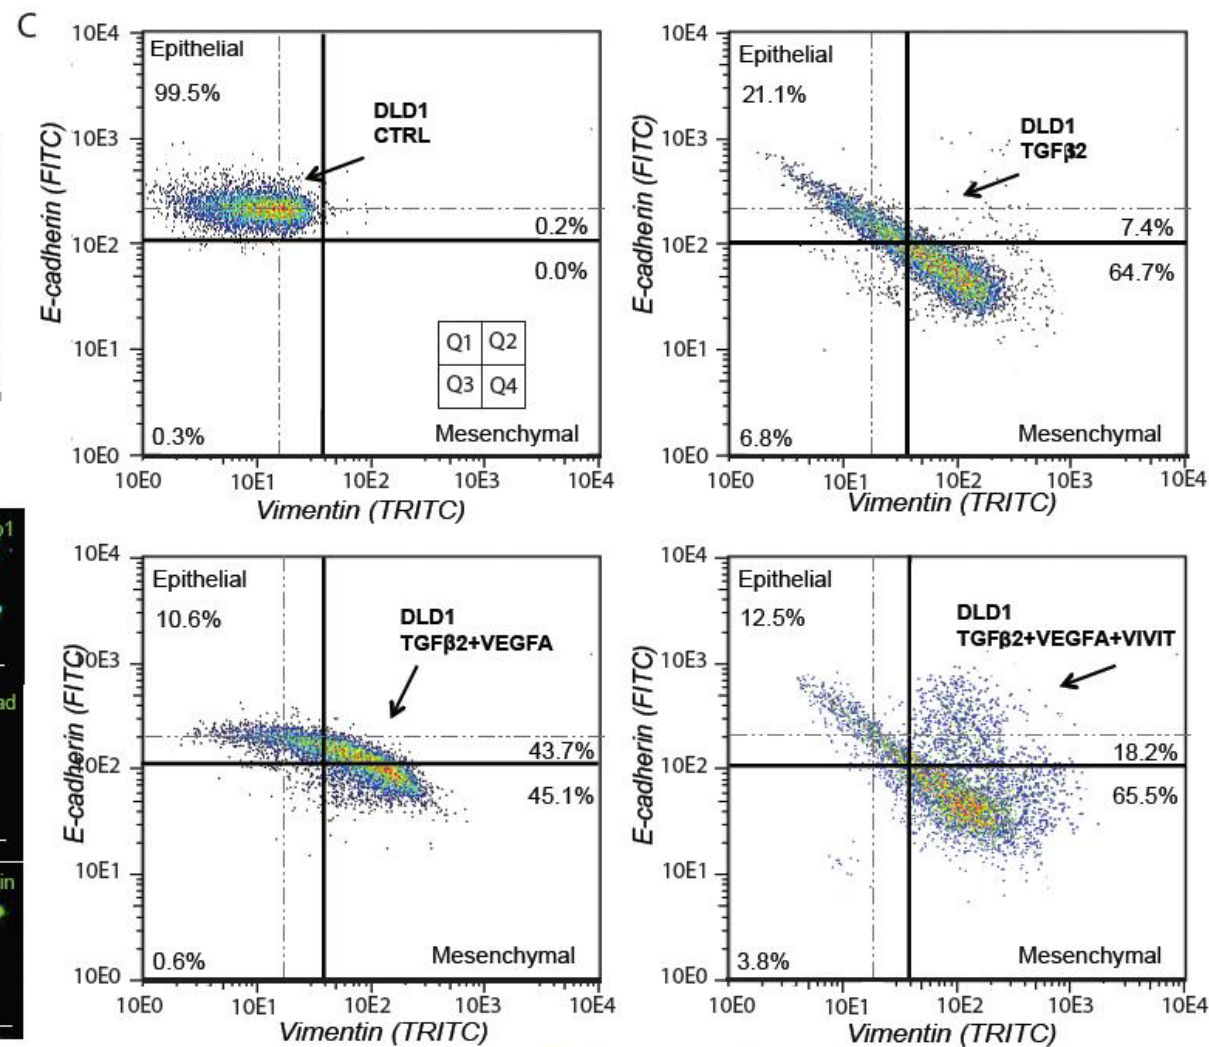 C
10E4
10E3
10E2
10E1
10E0
E-cadherin (FITC)
Epithelial
99.5%
DLD1
CTRL
0.2%
0.0%
Q1 Q2
Q3 Q4
0.3%
Mesenchymal
10E0 10E1 10E2 10E3 10E4
Vimentin (TRITC)
10E4
10E3
10E2
10E1
10E0
E-cadherin (FITC)
Epithelial
21.1%
DLD1
TGFβ2
7.4%
64.7%
6.8%
Mesenchymal
10E0 10E1 10E2 10E3 10E4
Vimentin (TRITC)
10E4
10E3
10E2
10E1
10E0
E-cadherin (FITC)
Epithelial
10.6%
DLD1
TGFβ2+VEGFA
43.7%
45.1%
0.6%
Mesenchymal
10E0 10E1 10E2 10E3 10E4
Vimentin (TRITC)
10E4
10E3
10E2
10E1
10E0
E-cadherin (FITC)
Epithelial
12.5%
DLD1
TGFβ2+VEGFA+VIVIT
18.2%
65.5%
3.8%
Mesenchymal
10E0 10E1 10E2 10E3 10E4
Vimentin (TRITC)
ad
in